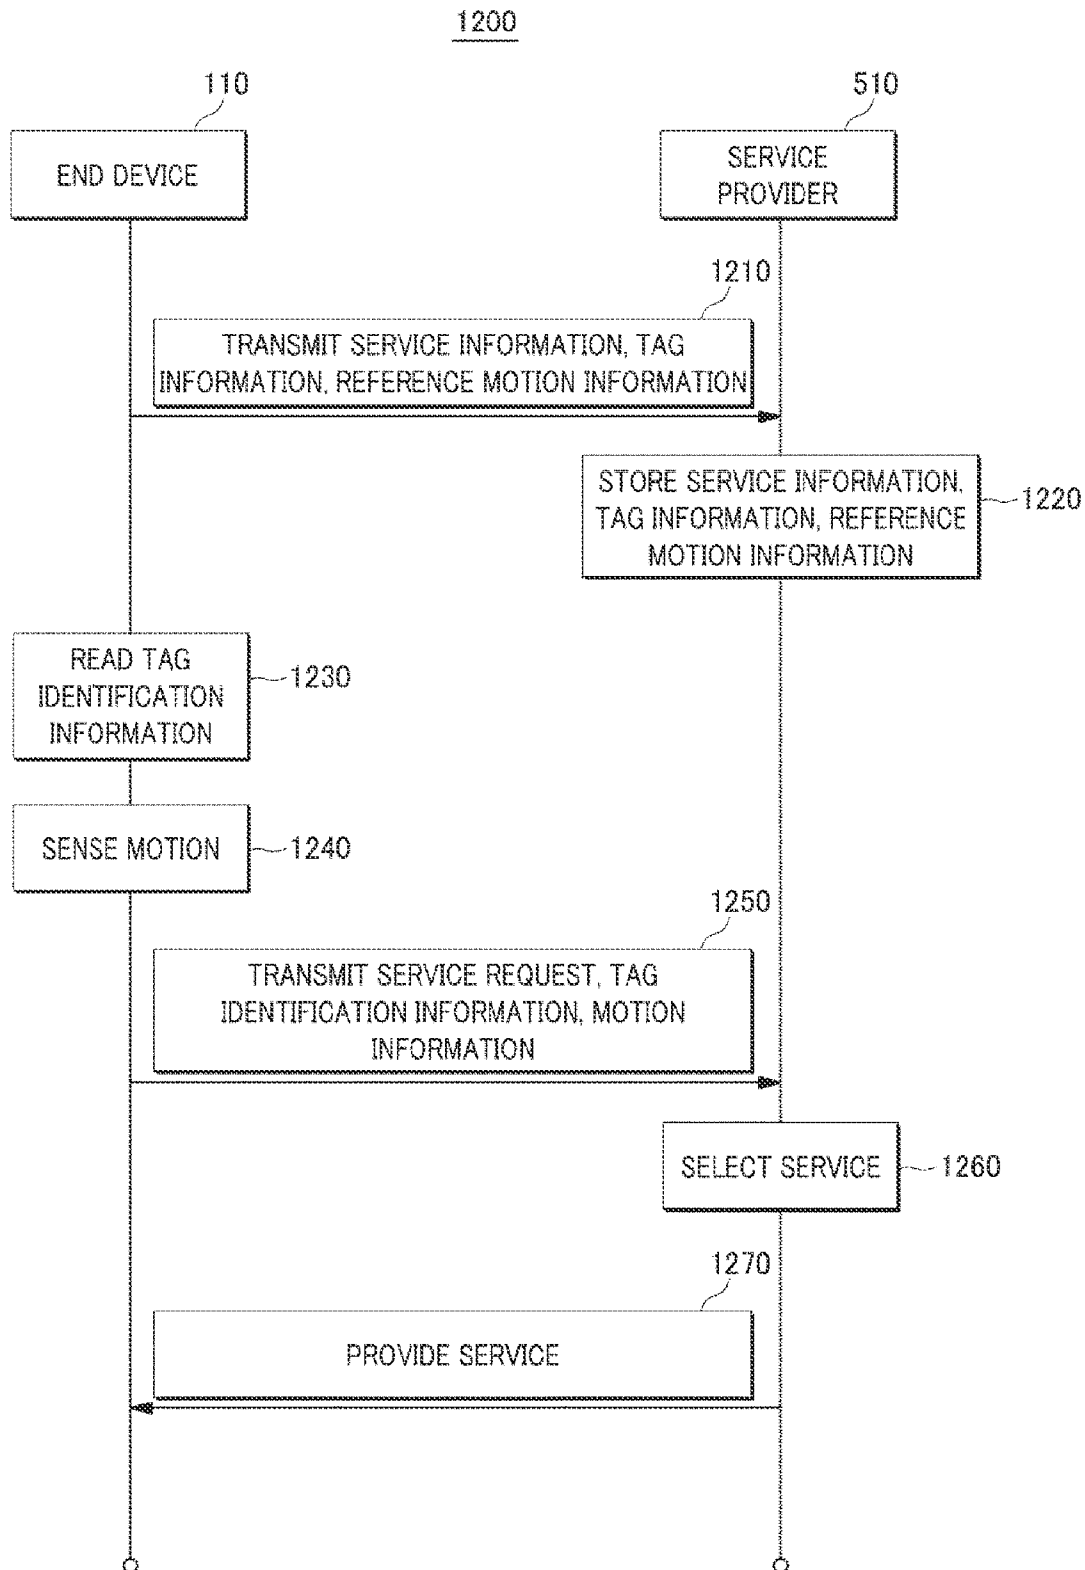 1200
110
510
END DEVICE
SERVICE
PROVIDER
1210
TRANSMIT SERVICE INFORMATION, TAG
INFORMATION, REFERENCE MOTION INFORMATION
STORE SERVICE INFORMATION,
TAG INFORMATION, REFERENCE
MOTION INFORMATION
1220
READ TAG
IDENTIFICATION
INFORMATION
1230
SENSE MOTION
1240
1250
TRANSMIT SERVICE REQUEST, TAG
IDENTIFICATION INFORMATION, MOTION
INFORMATION
SELECT SERVICE
1260
1270
PROVIDE SERVICE